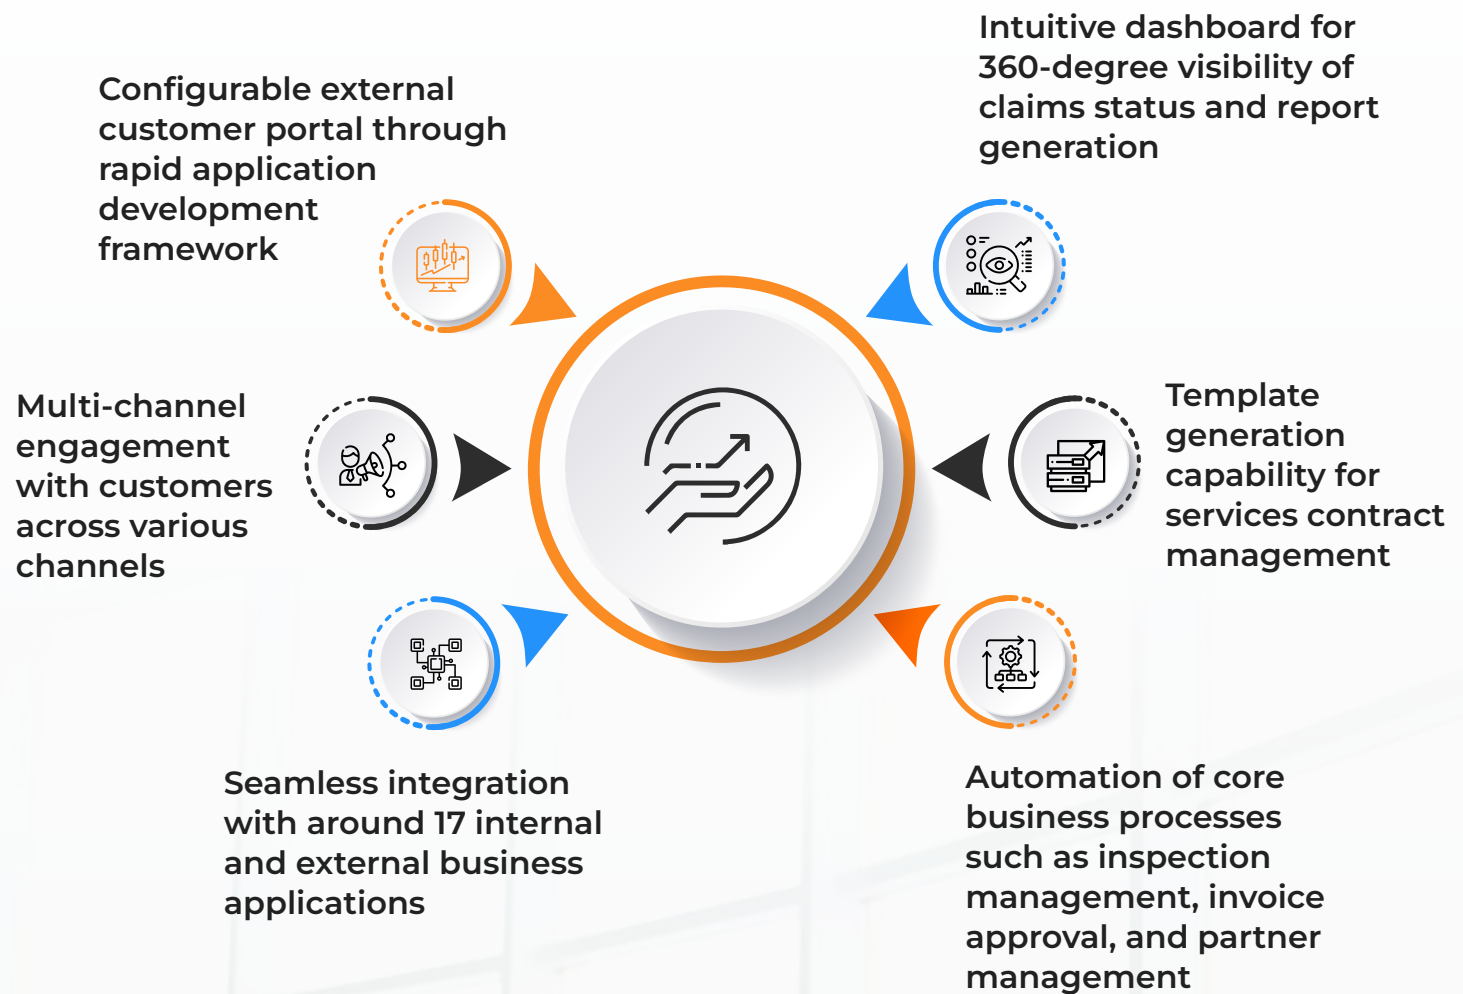 Configurable external
customer portal through
rapid application
development
framework
Intuitive dashboard for
360-degree visibility of
claims status and report
generation
Multi-channel
engagement
with customers
across various
channels
Template
generation
capability for
services contract
management
Seamless integration
with around 17 internal
and external business
applications
Automation of core
business processes
such as inspection
management, invoice
approval, and partner
management